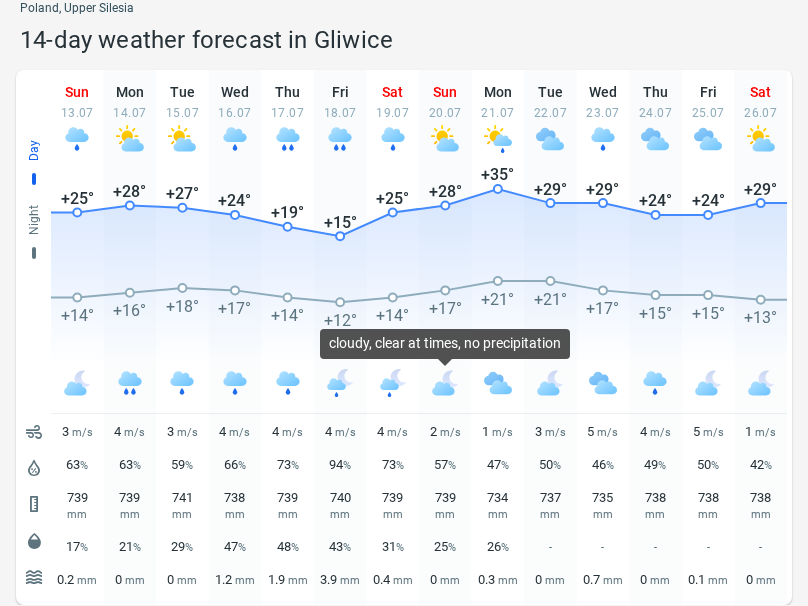 Poland, Upper Silesia
14-day weather forecast in Gliwice
Sun Mon Tue Wed Thu Fri Sat Sun Mon Tue Wed Thu Fri Sat
13.07 14.07 15.07 16.07 17.07 18.07 19.07 20.07 21.07 22.07 23.07 24.07 25.07 26.07
Day
+25° +28° +27° +24° +19° +15° +25° +28° +35° +29° +29° +24° +24° +29°
Night
+14° +16° +18° +17° +14° +12° +14° +17° +21° +21° +17° +15° +15° +13°
cloudy, clear at times, no precipitation
3 m/s 4 m/s 3 m/s 4 m/s 4 m/s 4 m/s 4 m/s 2 m/s 1 m/s 3 m/s 5 m/s 4 m/s 5 m/s 1 m/s
63% 63% 59% 66% 73% 94% 73% 57% 47% 50% 46% 49% 50% 42%
739 739 741 738 739 740 739 739 734 737 735 738 738 738
mm mm mm mm mm mm mm mm mm mm mm mm mm mm
17% 21% 29% 47% 48% 43% 31% 25% 26% - - - - -
0.2 mm 0 mm 0 mm 1.2 mm 1.9 mm 3.9 mm 0.4 mm 0 mm 0.3 mm 0 mm 0.7 mm 0 mm 0.1 mm 0 mm